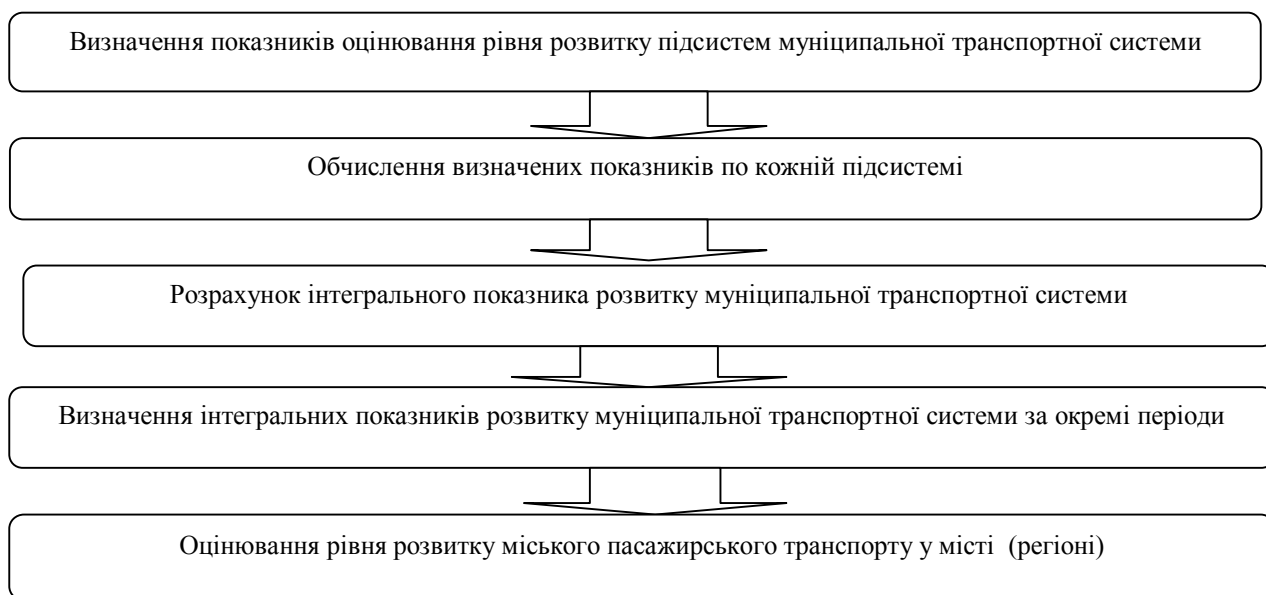 Визначення показників оцінювання рівня розвитку підсистем муніципальної транспортної системи
Обчислення визначених показників по кожній підсистемі
Розрахунок інтегрального показника розвитку муніципальної транспортної системи
Визначення інтегральних показників розвитку муніципальної транспортної системи за окремі періоди
Оцінювання рівня розвитку міського пасажирського транспорту у місті (регіоні)